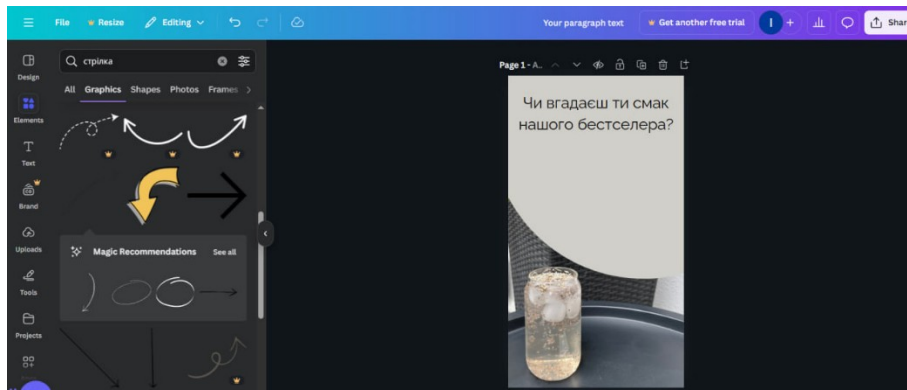 File
Resize
Editing
Your paragraph text
Get another free trial
I
+
Shar
Design
Elements
Text
Brand
Uploads
Tools
Projects
стрілка
All Graphics Shapes Photos Frames
Magic Recommendations
See all
Page 1 - A..
Чи вгадаєш ти смак
нашого бестселера?